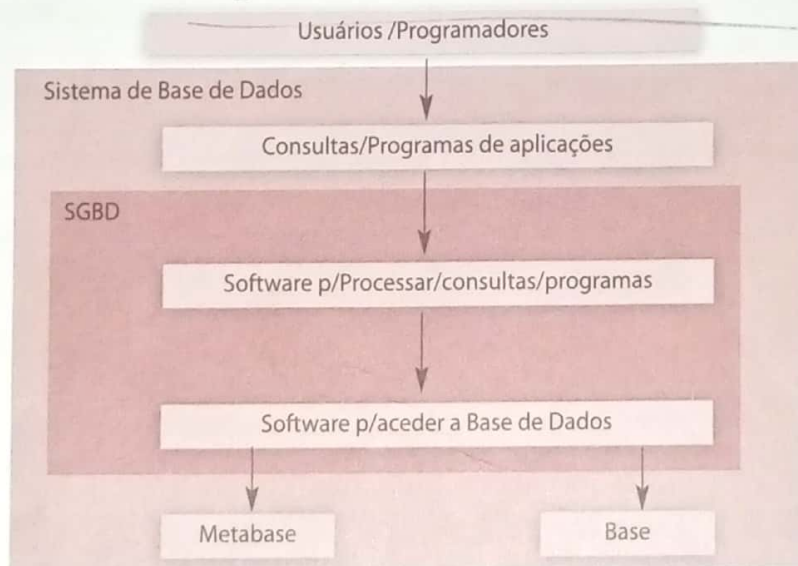 Usuários /Programadores
Sistema de Base de Dados
Consultas/Programas de aplicações
SGBD
Software p/Processar/consultas/programas
Software p/aceder a Base de Dados
Metabase
Base